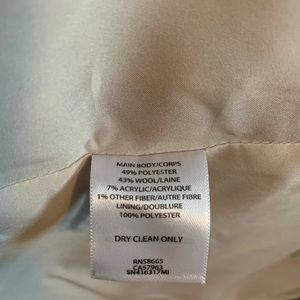 MAIN BODY/CORPS
49% POLYESTER
43% WOOL/LAINE
7% ACRYLIC/ACRYLIQUE
1% OTHER FIBER/AUTRE FIBRE
LINING/DOUBLURE
100% POLYESTER
DRY CLEAN ONLY
RN58665
CA57963
SN416317MI